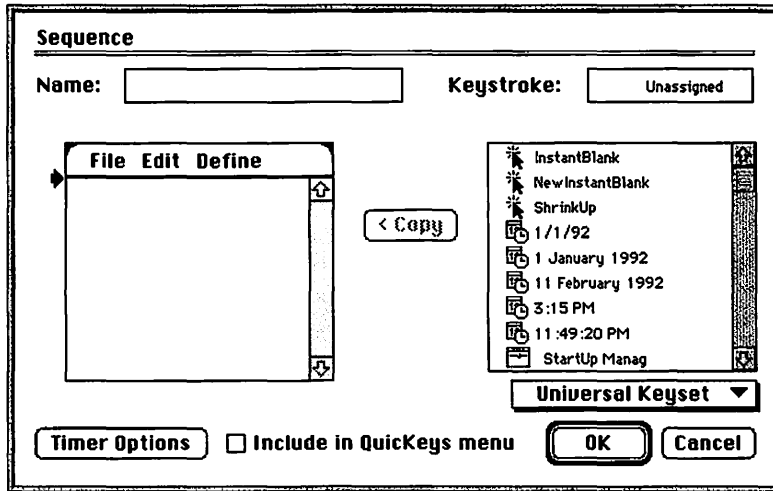 Sequence
Name:
Keystroke: Unassigned
File Edit Define
< Copy
InstantBlank
NewInstantBlank
ShrinkUp
1/1/92
1 January 1992
11 February 1992
3:15 PM
11:49:20 PM
StartUp Manag
Universal Keyset
Timer Options
Include in QuicKeys menu
OK
Cancel